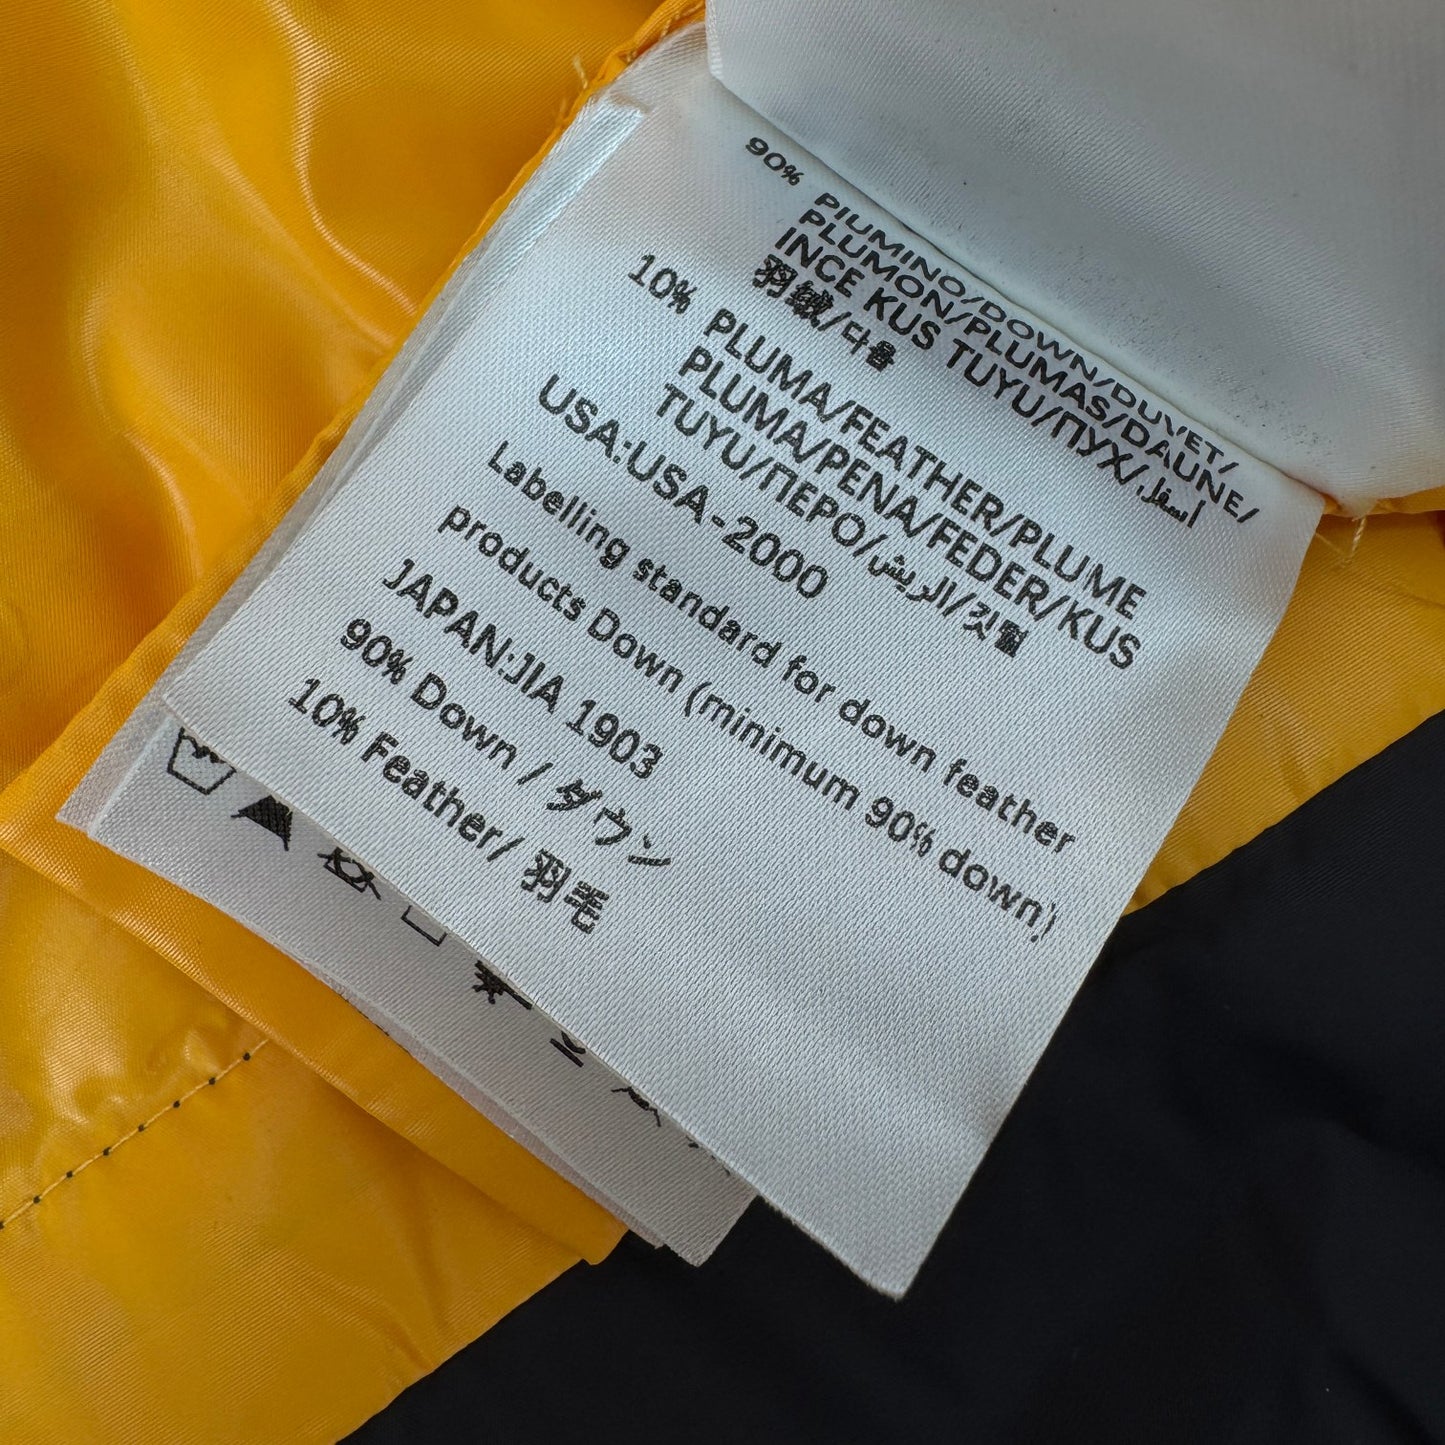 90% PIUMINO/DOWN/DUVET/
PLUMON/PLUMAS/DAUNE/
INCE KUS TUYU/ПУХ/اسفل
羽绒/다울
10% PLUMA/FEATHER/PLUME
PLUMA/PENA/FEDER/KUS
TUYU/ПЕРО/الريش/깃털
USA:USA-2000
Labelling standard for down feather
products Down (minimum 90% down)
JAPAN:JIA 1903
90% Down / ダウン
10% Feather/ 羽毛